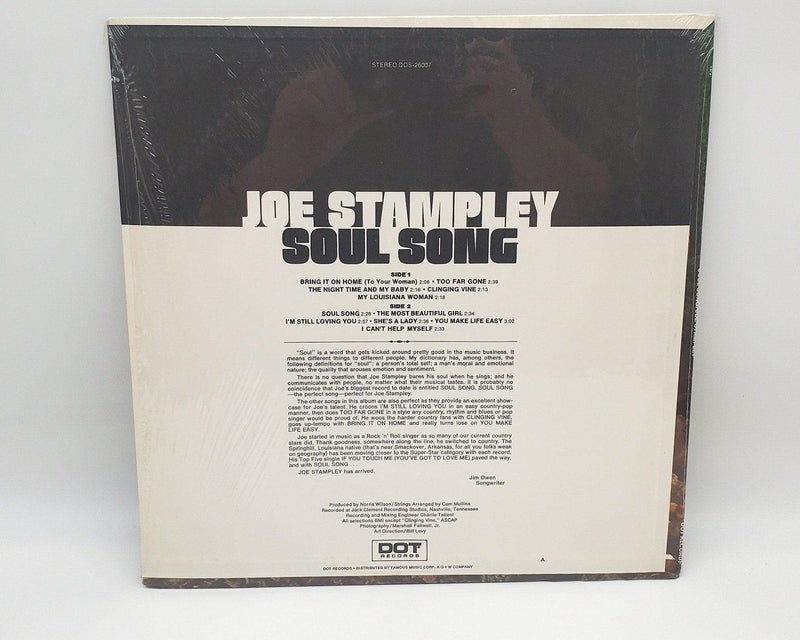 STEREO DOS-26007
JOE STAMPLEY
SOUL SONG
SIDE 1
BRING IT ON HOME (To Your Woman) 2:06 • TOO FAR GONE 2:39
THE NIGHT TIME AND MY BABY 2:16 • CLINGING VINE 2:13
MY LOUISIANA WOMAN 2:18
SIDE 2
SOUL SONG 2:28 • THE MOST BEAUTIFUL GIRL 2:34
I'M STILL LOVING YOU 2:57 • SHE'S A LADY 2:36 • YOU MAKE LIFE EASY 3:02
I CAN'T HELP MYSELF 2:33
"Soul" is a word that gets kicked around pretty good in the music business. It
means different things to different people. My dictionary has, among others, the
following definitions for "soul": a person's total self; a man's moral and emotional
nature; the quality that arouses emotion and sentiment.
There is no question that Joe Stampley bares his soul when he sings; and he
communicates with people, no matter what their musical tastes. It is probably no
coincidence that Joe's biggest record to date is entitled SOUL SONG. SOUL SONG
—the perfect song—perfect for Joe Stampley.
The other songs in this album are also perfect as they provide an excellent show-
case for Joe's talent. He croons I'M STILL LOVING YOU in an easy country-pop
manner, then does TOO FAR GONE in a style any country, rhythm and blues or pop
singer would be proud of. He woos the harder country fans with CLINGING VINE,
goes up-tempo with BRING IT ON HOME and really turns lose on YOU MAKE
LIFE EASY.
Joe started in music as a Rock 'n' Roll singer as so many of our current country
stars did. Thank goodness, somewhere along the line, he switched to country. The
Springhill, Louisiana native (that's near Smackover, Arkansas, for all you folks weak
on geography) has been moving closer to the Super-Star category with each record.
His Top Five single IF YOU TOUCH ME (YOU'VE GOT TO LOVE ME) paved the way,
and with SOUL SONG . . .
JOE STAMPLEY has arrived.
Jim Owen
Songwriter
Produced by Norris Wilson/Strings Arranged by Cam Mullins
Recorded at Jack Clement Recording Studios, Nashville, Tennessee
Recording and Mixing Engineer Charlie Tallent
All selections BMI except "Clinging Vine," ASCAP
Photography/Marshall Fallwell, Jr.
Art Direction/Bill Levy
DOT
RECORDS
A
DOT RECORDS • DISTRIBUTED BY FAMOUS MUSIC CORP. A G+W COMPANY